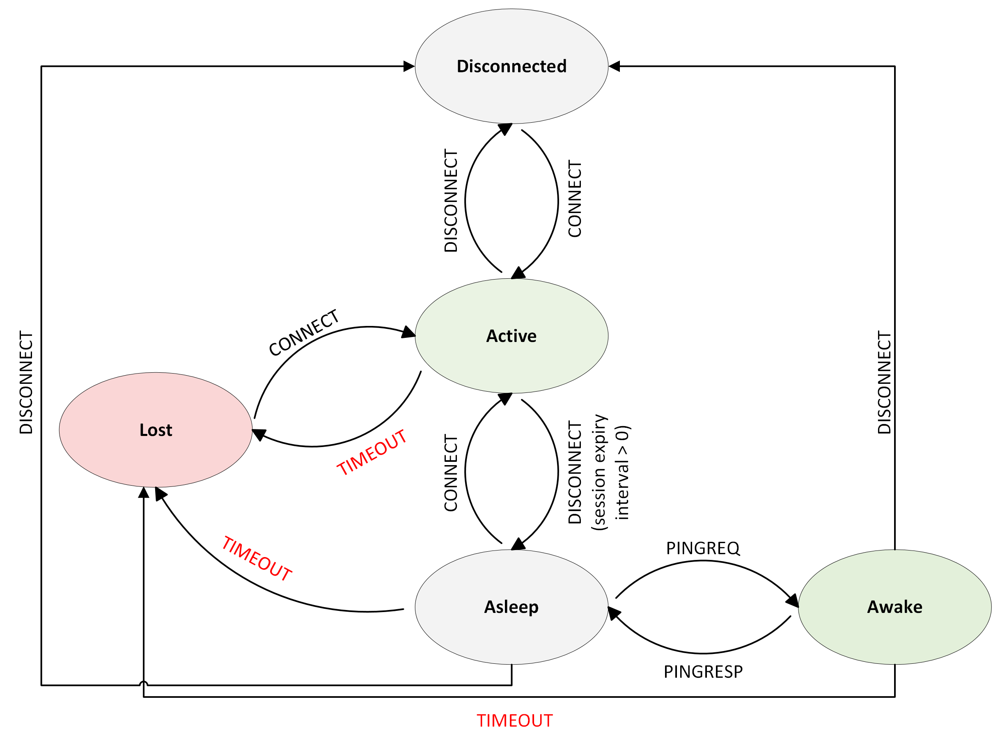 Disconnected
DISCONNECT
CONNECT
CONNECT
Active
DISCONNECT
DISCONNECT
Lost
TIMEOUT
CONNECT
DISCONNECT
(session expiry
interval > 0)
TIMEOUT
PINGREQ
Asleep
Awake
PINGRESP
TIMEOUT